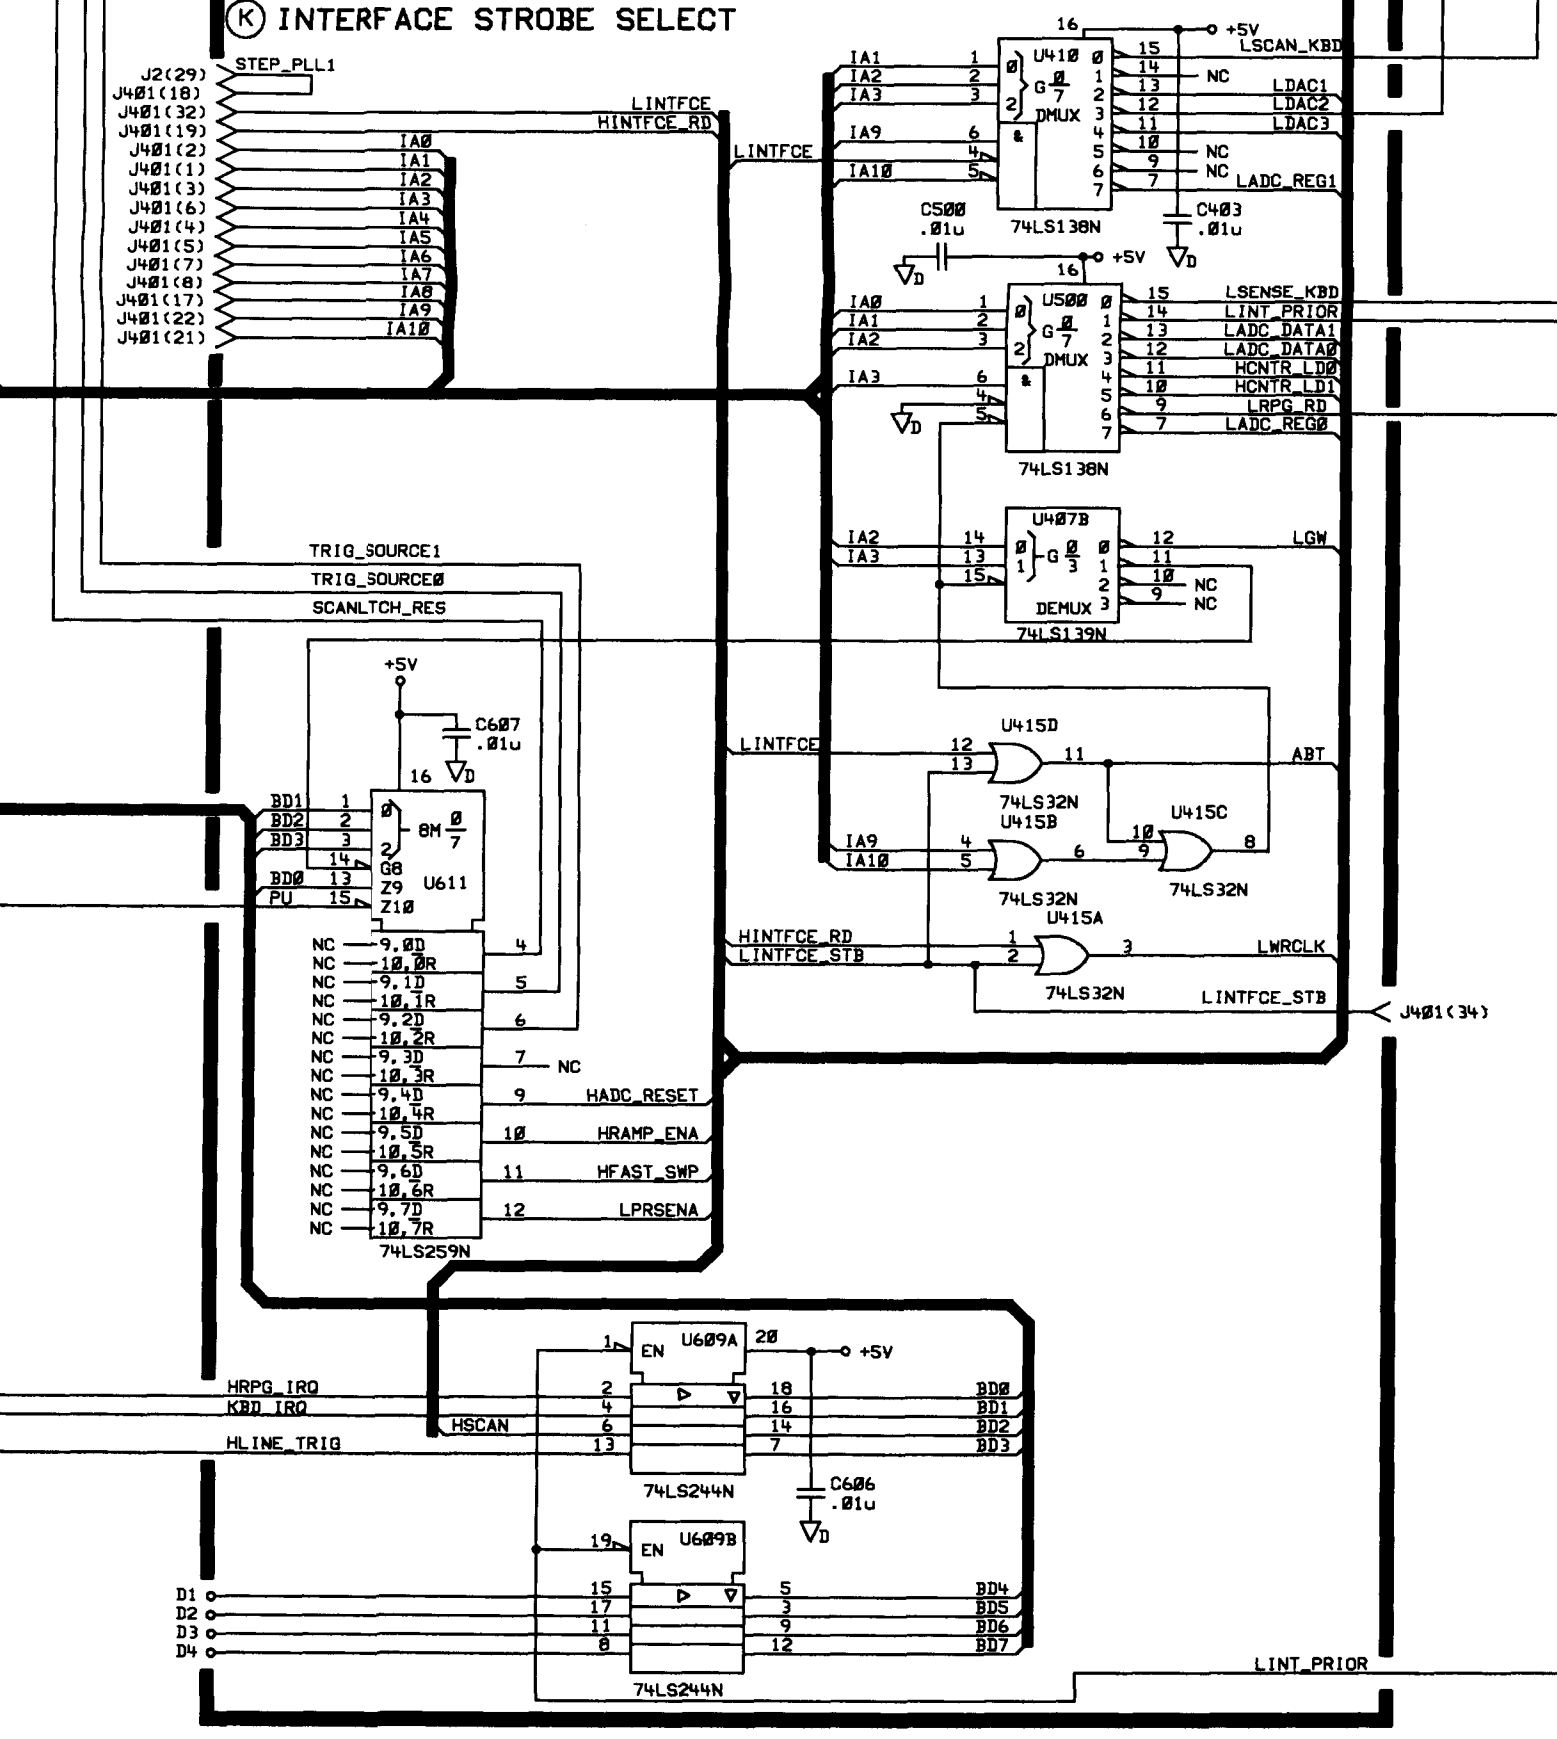 K INTERFACE STROBE SELECT
STEP_PLL1
J2(29)
J401(18)
J401(32) LINTFCE
J401(19) HINTFCE_RD
J401(2) IA0
J401(1) IA1
J401(3) IA2
J401(6) IA3
J401(4) IA4
J401(5) IA5
J401(7) IA6
J401(8) IA7
J401(17) IA8
J401(22) IA9
J401(21) IA10
LINTFCE
16 +5V
IA1 1 U410 0 15 LSCAN_KBD
IA2 2 0 G 0/7 1 14 NC
IA3 3 2 DMUX 2 13 LDAC1
3 12 LDAC2
IA9 6 & 4 11 LDAC3
4 5 10 NC
IA10 5 6 9 NC
7 7 LADC_REG1
74LS138N
C500 .01u
D
C403 .01u
D
16 +5V
IA0 1 U500 0 15 LSENSE_KBD
IA1 2 0 G 0/7 1 14 LINT_PRIOR
IA2 3 2 DMUX 2 13 LADC_DATA1
3 12 LADC_DATA0
IA3 6 & 4 11 HCNTR_LD0
4 5 10 HCNTR_LD1
D 5 6 9 LRPG_RD
7 7 LADC_REG0
74LS138N
U407B
IA2 14 0 G 0/3 0 12 LGW
IA3 13 1 1 11
15 2 10 NC
DEMUX 3 9 NC
74LS139N
TRIG_SOURCE1
TRIG_SOURCE0
SCANLTCH_RES
+5V
C607 .01u
16 D
BD1 1 0
BD2 2 8M 0/7
BD3 3 2
14 G8
BD0 13 Z9 U611
PU 15 Z10
NC 9,0D 4
NC 10,0R
NC 9,1D 5
NC 10,1R
NC 9,2D 6
NC 10,2R
NC 9,3D 7 NC
NC 10,3R
NC 9,4D 9 HADC_RESET
NC 10,4R
NC 9,5D 10 HRAMP_ENA
NC 10,5R
NC 9,6D 11 HFAST_SWP
NC 10,6R
NC 9,7D 12 LPRSENA
NC 10,7R
74LS259N
U415D
LINTFCE 12 11 ABT
13
74LS32N
U415B
IA9 4 6
IA10 5
74LS32N
U415C
10 8
9
74LS32N
U415A
HINTFCE_RD 1 3 LWRCLK
LINTFCE_STB 2
74LS32N
LINTFCE_STB J401(34)
1 EN U609A 20 +5V
HRPG_IRQ 2 18 BD0
KBD_IRQ 4 16 BD1
HSCAN 6 14 BD2
HLINE_TRIG 13 7 BD3
74LS244N
C606 .01u
D
19 EN U609B
D1 15 5 BD4
D2 17 3 BD5
D3 11 9 BD6
D4 8 12 BD7
74LS244N
LINT_PRIOR